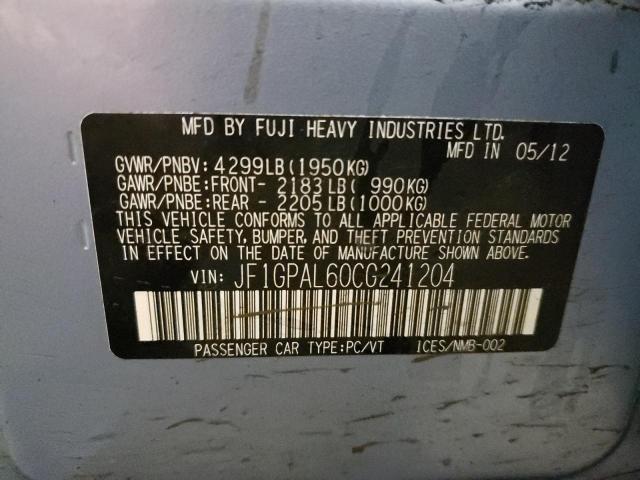 MFD BY FUJI HEAVY INDUSTRIES LTD.
MFD IN 05/12
GVWR/PNBV: 4299LB(1950KG)
GAWR/PNBE:FRONT- 2183LB( 990KG)
GAWR/PNBE:REAR - 2205LB(1000KG)
THIS VEHICLE CONFORMS TO ALL APPLICABLE FEDERAL MOTOR
VEHICLE SAFETY, BUMPER, AND THEFT PREVENTION STANDARDS
IN EFFECT ON THE DATE OF MANUFACTURE SHOWN ABOVE.
VIN: JF1GPAL60CG241204
PASSENGER CAR TYPE:PC/VT ICES/NMB-002